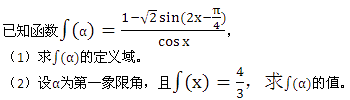 已知函数∫(α) = (1−√2 sin(2x−π/4))/cos x,
(1)求∫(α)的定义域。
(2)设α为第一象限角，且∫(x) = 4/3， 求∫(α)的值。